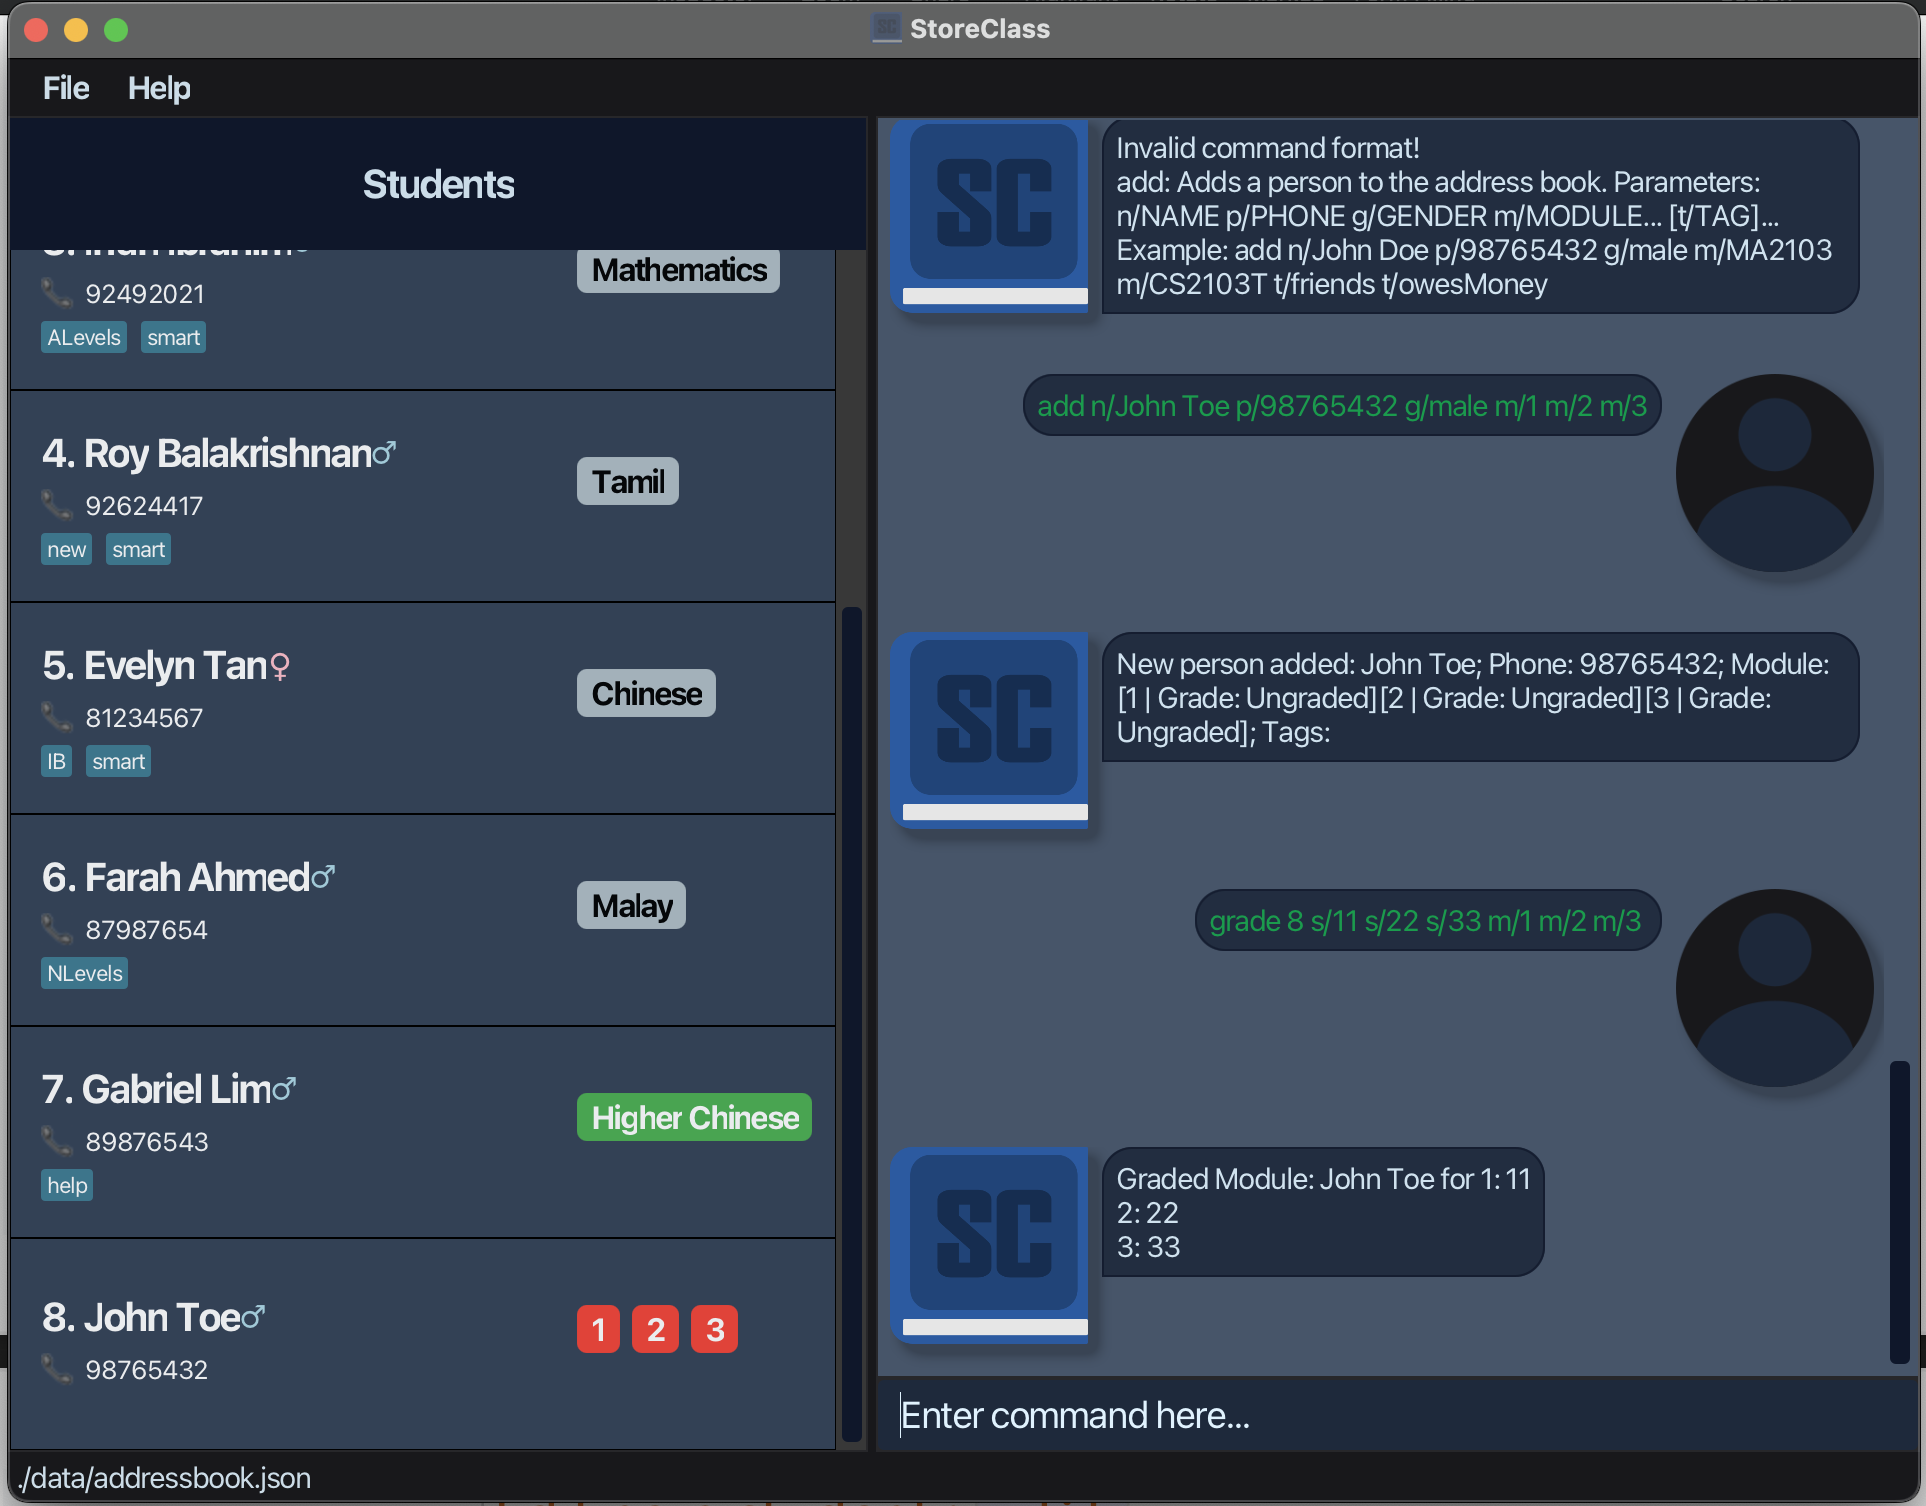 StoreClass
File Help
Students
Mathematics
92492021
ALevels smart
4. Roy Balakrishnan♂
Tamil
92624417
new smart
5. Evelyn Tan♀
Chinese
81234567
IB smart
6. Farah Ahmed♂
Malay
87987654
NLevels
7. Gabriel Lim♂
Higher Chinese
89876543
help
8. John Toe♂
1 2 3
98765432
SC
Invalid command format!
add: Adds a person to the address book. Parameters:
n/NAME p/PHONE g/GENDER m/MODULE... [t/TAG]...
Example: add n/John Doe p/98765432 g/male m/MA2103
m/CS2103T t/friends t/owesMoney
add n/John Toe p/98765432 g/male m/1 m/2 m/3
SC
New person added: John Toe; Phone: 98765432; Module:
[1 | Grade: Ungraded][2 | Grade: Ungraded][3 | Grade:
Ungraded]; Tags:
grade 8 s/11 s/22 s/33 m/1 m/2 m/3
SC
Graded Module: John Toe for 1: 11
2: 22
3: 33
Enter command here...
./data/addressbook.json